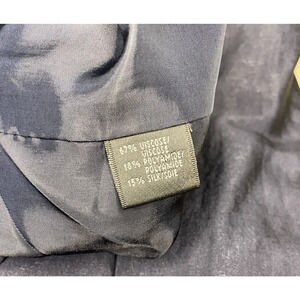 67% VISCOSE/
VISCOSE
18% POLYAMIDE/
POLYAMIDE
15% SILK/SOIE